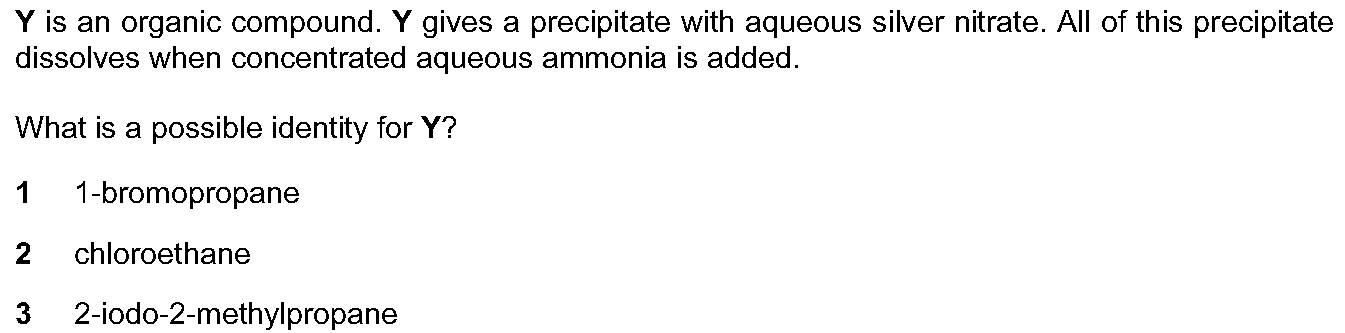 Y is an organic compound. Y gives a precipitate with aqueous silver nitrate. All of this precipitate
dissolves when concentrated aqueous ammonia is added.
What is a possible identity for Y?
1 1-bromopropane
2 chloroethane
3 2-iodo-2-methylpropane